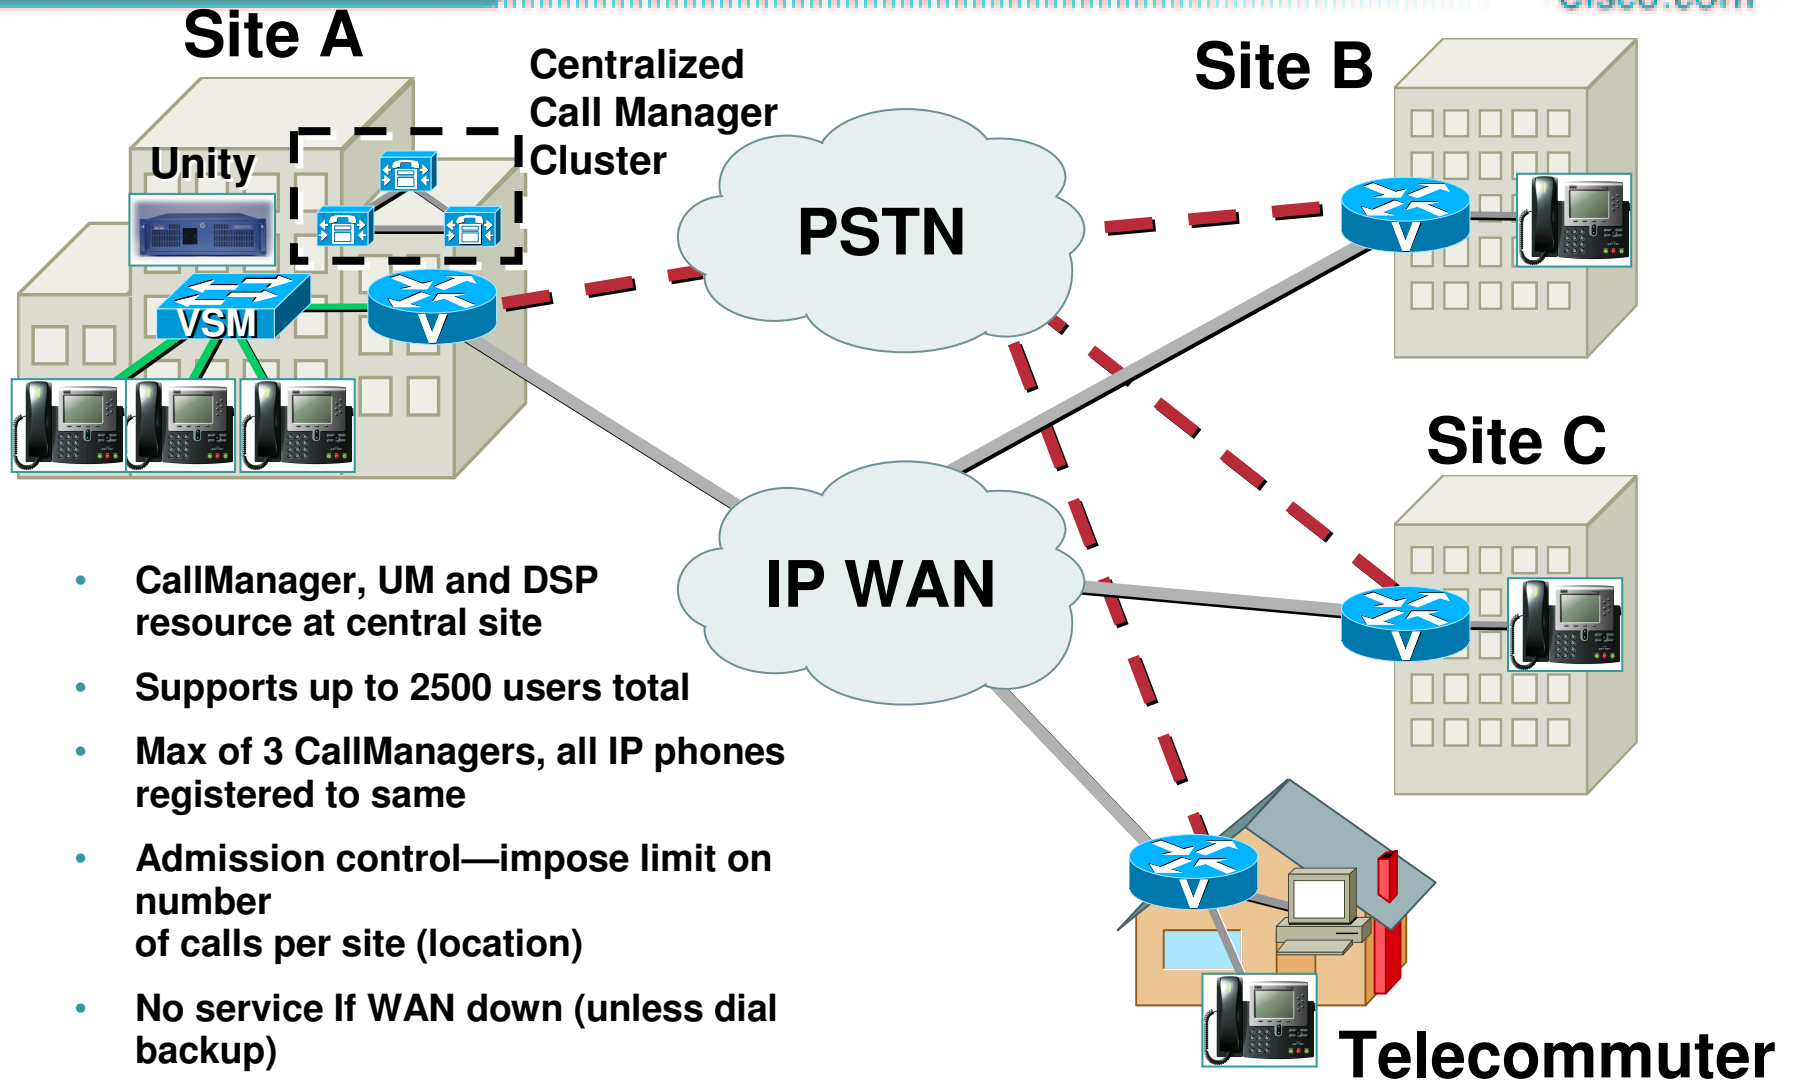 cisco.com
Site A
Centralized
Call Manager
Cluster
Unity
VSM
V
PSTN
Site B
V
IP WAN
Site C
V
V
Telecommuter
• CallManager, UM and DSP
resource at central site
• Supports up to 2500 users total
• Max of 3 CallManagers, all IP phones
registered to same
• Admission control—impose limit on
number
of calls per site (location)
• No service If WAN down (unless dial
backup)